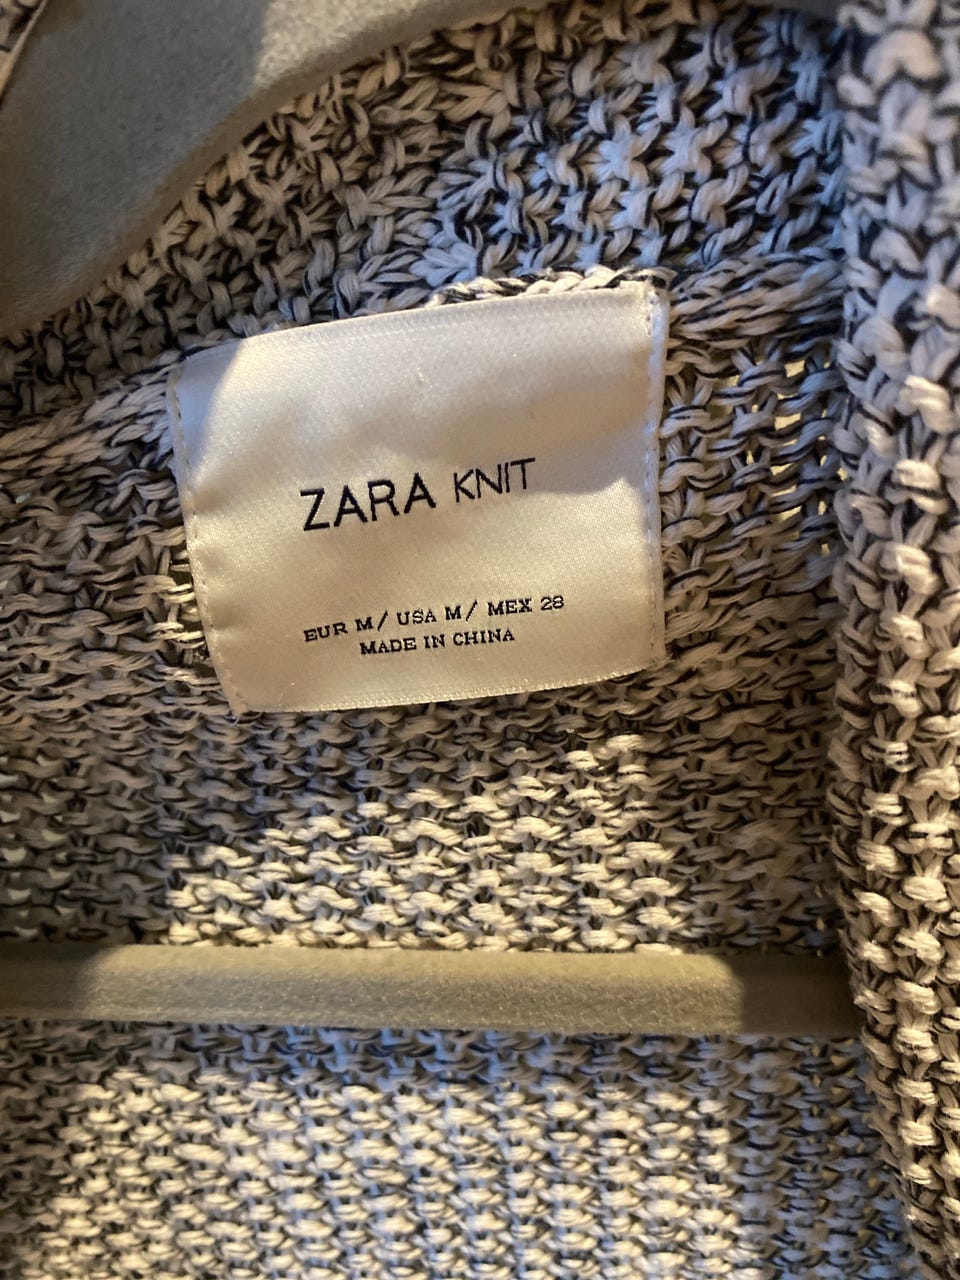 ZARA KNIT
EUR M/ USA M/ MEX 28
MADE IN CHINA